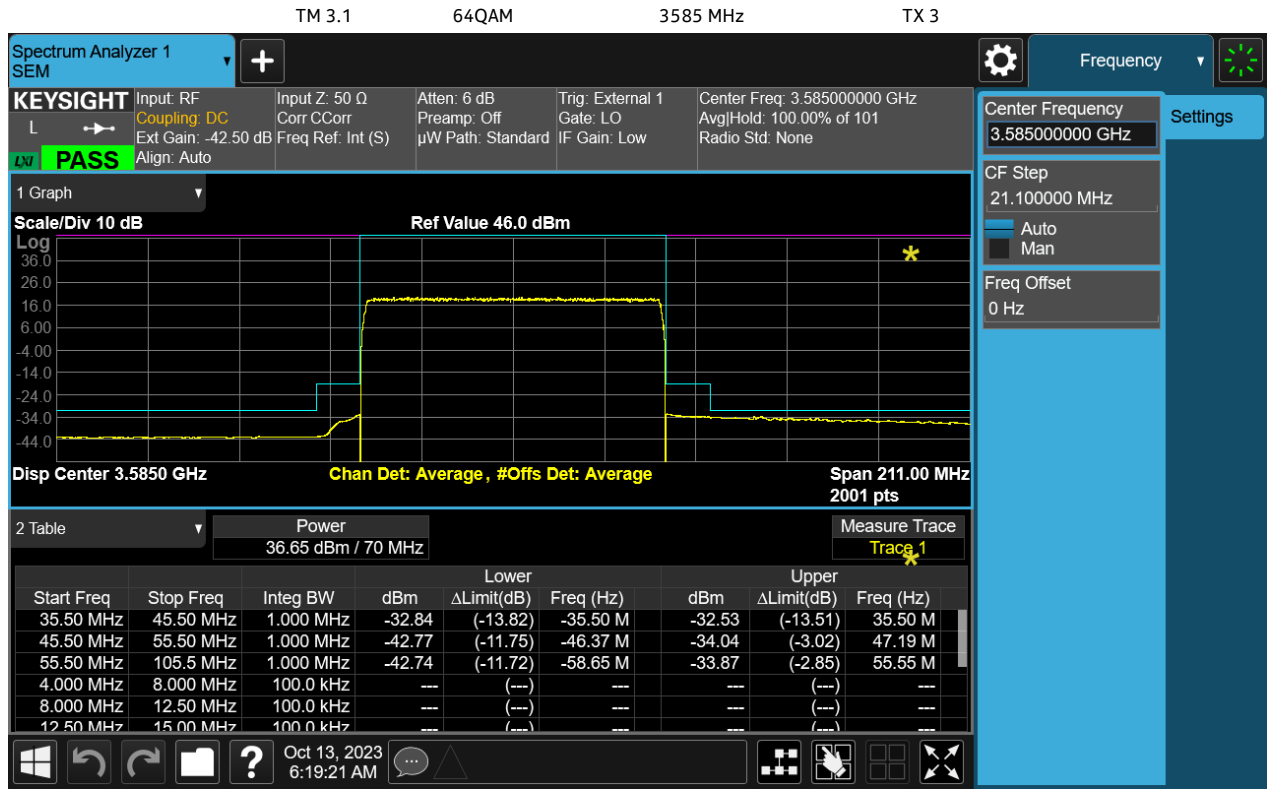 TM 3.1 64QAM 3585 MHz TX 3
Spectrum Analyzer 1
SEM
Frequency
KEYSIGHT
L
LXI
PASS
Input: RF
Coupling: DC
Ext Gain: -42.50 dB
Align: Auto
Input Z: 50 Ω
Corr CCorr
Freq Ref: Int (S)
Atten: 6 dB
Preamp: Off
µW Path: Standard
Trig: External 1
Gate: LO
IF Gain: Low
Center Freq: 3.585000000 GHz
Avg|Hold: 100.00% of 101
Radio Std: None
Center Frequency
3.585000000 GHz
Settings
CF Step
21.100000 MHz
Auto
Man
Freq Offset
0 Hz
1 Graph
Scale/Div 10 dB Ref Value 46.0 dBm
Log
36.0
26.0
16.0
6.00
-4.00
-14.0
-24.0
-34.0
-44.0
Disp Center 3.5850 GHz Chan Det: Average , #Offs Det: Average Span 211.00 MHz
2001 pts
2 Table
Power
36.65 dBm / 70 MHz
Measure Trace
Trace 1
Lower Upper
Start Freq Stop Freq Integ BW dBm ∆Limit(dB) Freq (Hz) dBm ∆Limit(dB) Freq (Hz)
35.50 MHz 45.50 MHz 1.000 MHz -32.84 (-13.82) -35.50 M -32.53 (-13.51) 35.50 M
45.50 MHz 55.50 MHz 1.000 MHz -42.77 (-11.75) -46.37 M -34.04 (-3.02) 47.19 M
55.50 MHz 105.5 MHz 1.000 MHz -42.74 (-11.72) -58.65 M -33.87 (-2.85) 55.55 M
4.000 MHz 8.000 MHz 100.0 kHz --- (---) --- --- (---) ---
8.000 MHz 12.50 MHz 100.0 kHz --- (---) --- --- (---) ---
12.50 MHz 15.00 MHz 100.0 kHz --- (---) --- --- (---) ---
Oct 13, 2023
6:19:21 AM